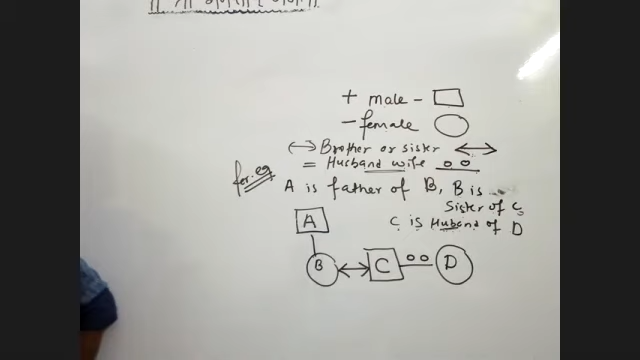 + male -
- female
↔ Brother or sister ↔
= Husband wife oo
for. eg A is father of B, B is
Sister of C
C is Huband of D
A
B ↔ C oo D